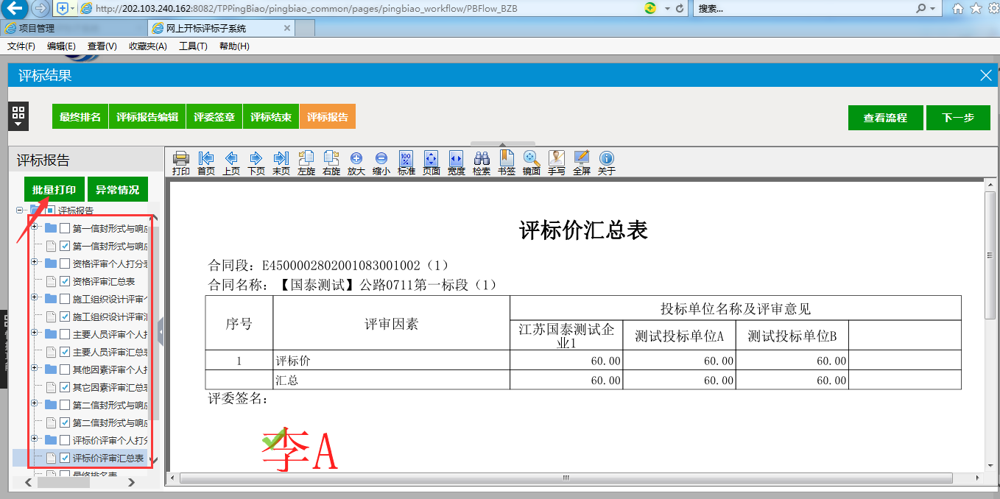 http://202.103.240.162:8082/TPPingBiao/pingbiao_common/pages/pingbiao_workflow/PBFlow_BZB
搜索...
项目管理
网上开标评标子系统
文件(F) 编辑(E) 查看(V) 收藏夹(A) 工具(T) 帮助(H)
评标结果
最终排名 评标报告编辑 评委签章 评标结束 评标报告 查看流程 下一步
评标报告
批量打印 异常情况
评标报告
第一信封形式与响应
第一信封形式与响应
资格评审个人打分表
资格评审汇总表
施工组织设计评审个
施工组织设计评审汇
主要人员评审个人打
主要人员评审汇总表
其他因素评审个人打
其它因素评审汇总表
第二信封形式与响应
第二信封形式与响应
评标价评审个人打分
评标价评审汇总表
最终排名表
打印 首页 上页 下页 末页 左旋 右旋 放大 缩小 标准 页面 宽度 检索 书签 镜面 手写 全屏 关于
评标价汇总表
合同段：E4500002802001083001002（1）
合同名称：【国泰测试】公路0711第一标段（1）
序号 评审因素 投标单位名称及评审意见
江苏国泰测试企业1 测试投标单位A 测试投标单位B
1 评标价 60.00 60.00 60.00
汇总 60.00 60.00 60.00
评委签名：
李A